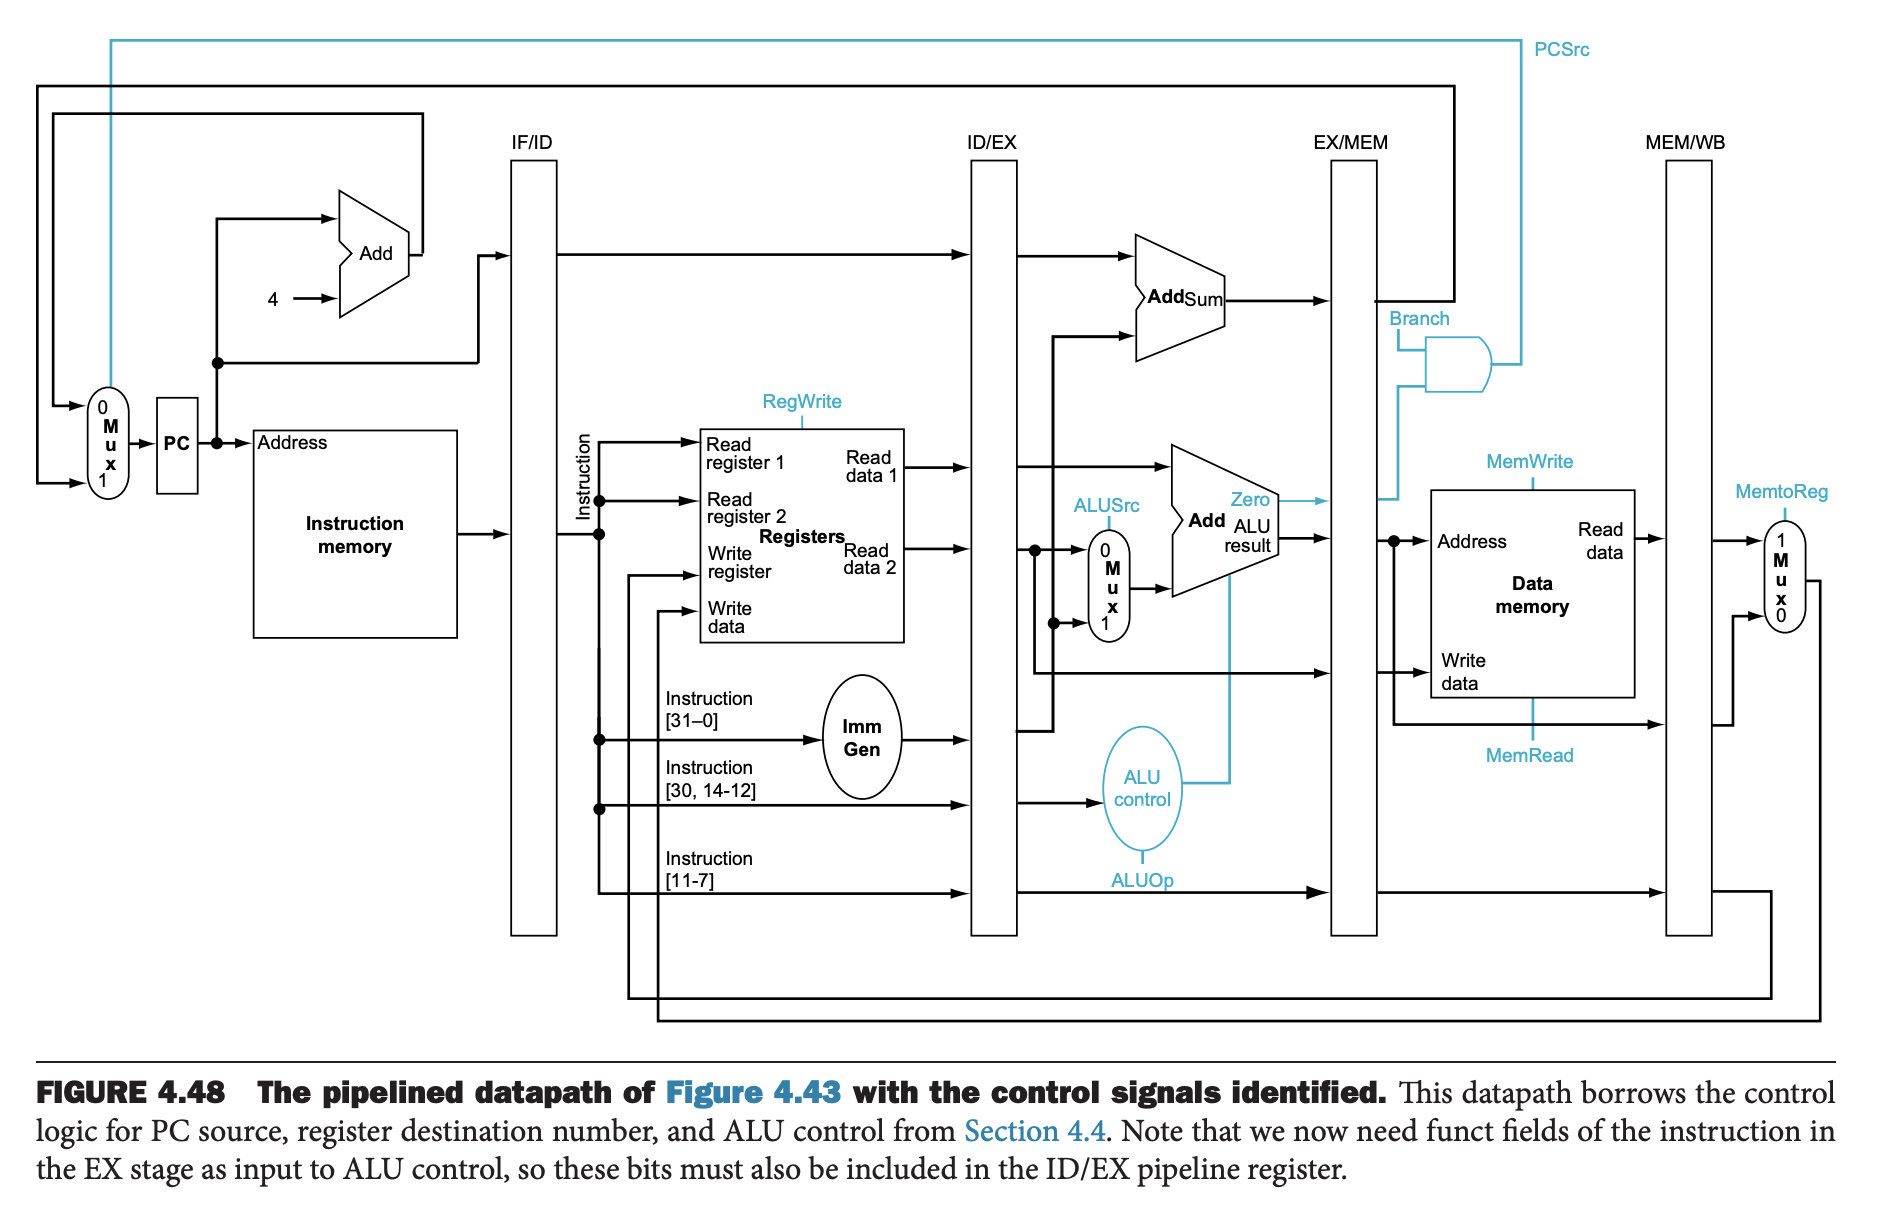 PCSrc
IF/ID
ID/EX
EX/MEM
MEM/WB
Add
4
AddSum
Branch
RegWrite
0
M
u
x
1
PC
Address
Instruction
memory
Instruction
Read
register 1
Read
data 1
Read
register 2
Registers
Write
register
Read
data 2
Write
data
ALUSrc
0
M
u
x
1
Zero
Add
ALU
result
MemWrite
Address
Read
data
Data
memory
Write
data
MemRead
MemtoReg
1
M
u
x
0
Instruction
[31–0]
Imm
Gen
Instruction
[30, 14-12]
ALU
control
Instruction
[11-7]
ALUOp
FIGURE 4.48 The pipelined datapath of Figure 4.43 with the control signals identified. This datapath borrows the control
logic for PC source, register destination number, and ALU control from Section 4.4. Note that we now need funct fields of the instruction in
the EX stage as input to ALU control, so these bits must also be included in the ID/EX pipeline register.